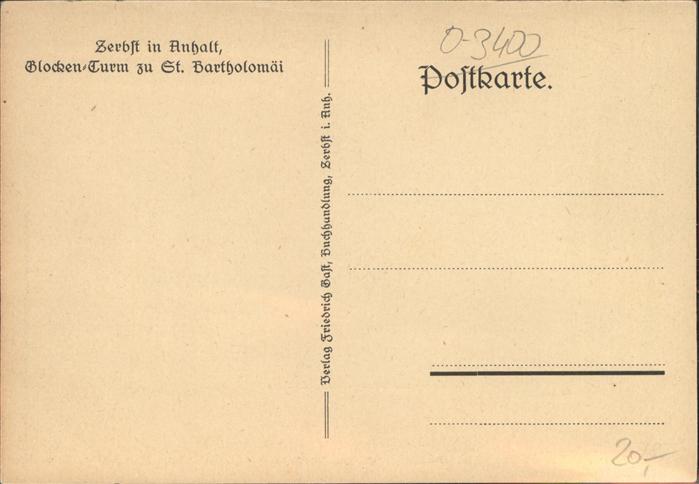 Zerbst in Anhalt,
Glocken-Turm zu St. Bartholomäi
Verlag Friedrich Gast, Buchhandlung, Zerbst i. Anh.
O-3400
Postkarte.
20,-